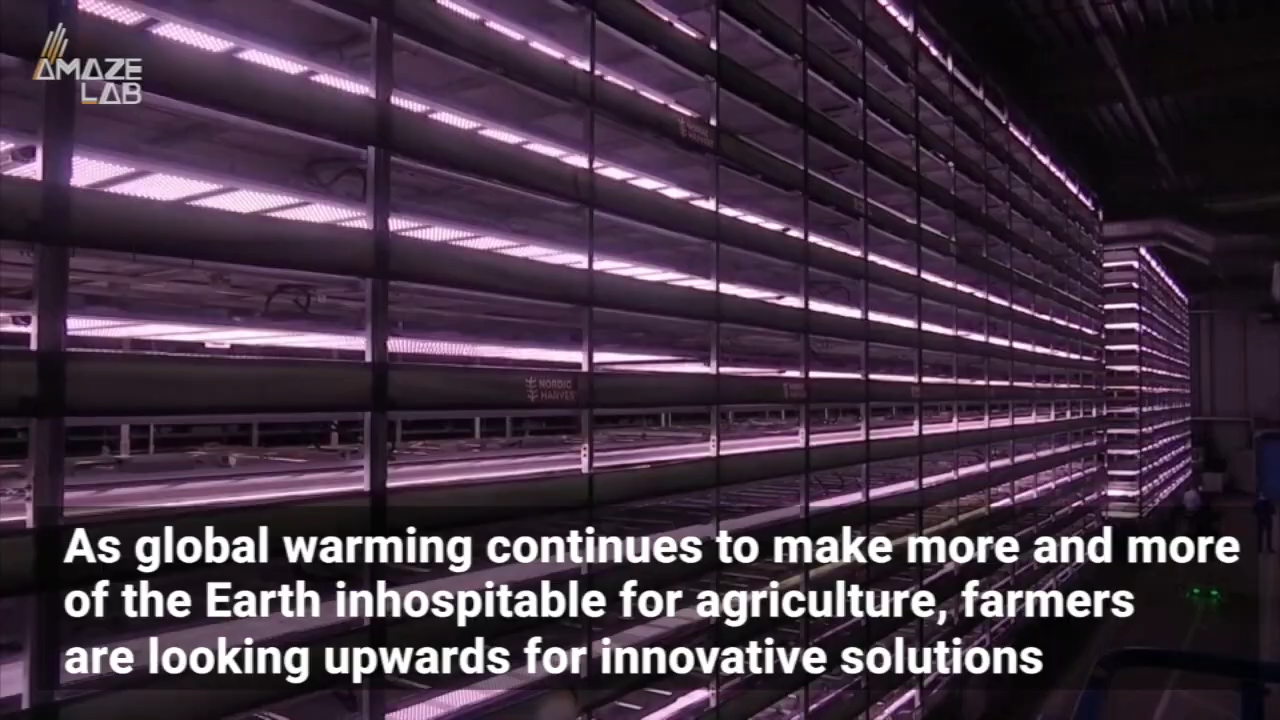 AMAZE
LAB
NORDIC
HARVEST
As global warming continues to make more and more
of the Earth inhospitable for agriculture, farmers
are looking upwards for innovative solutions